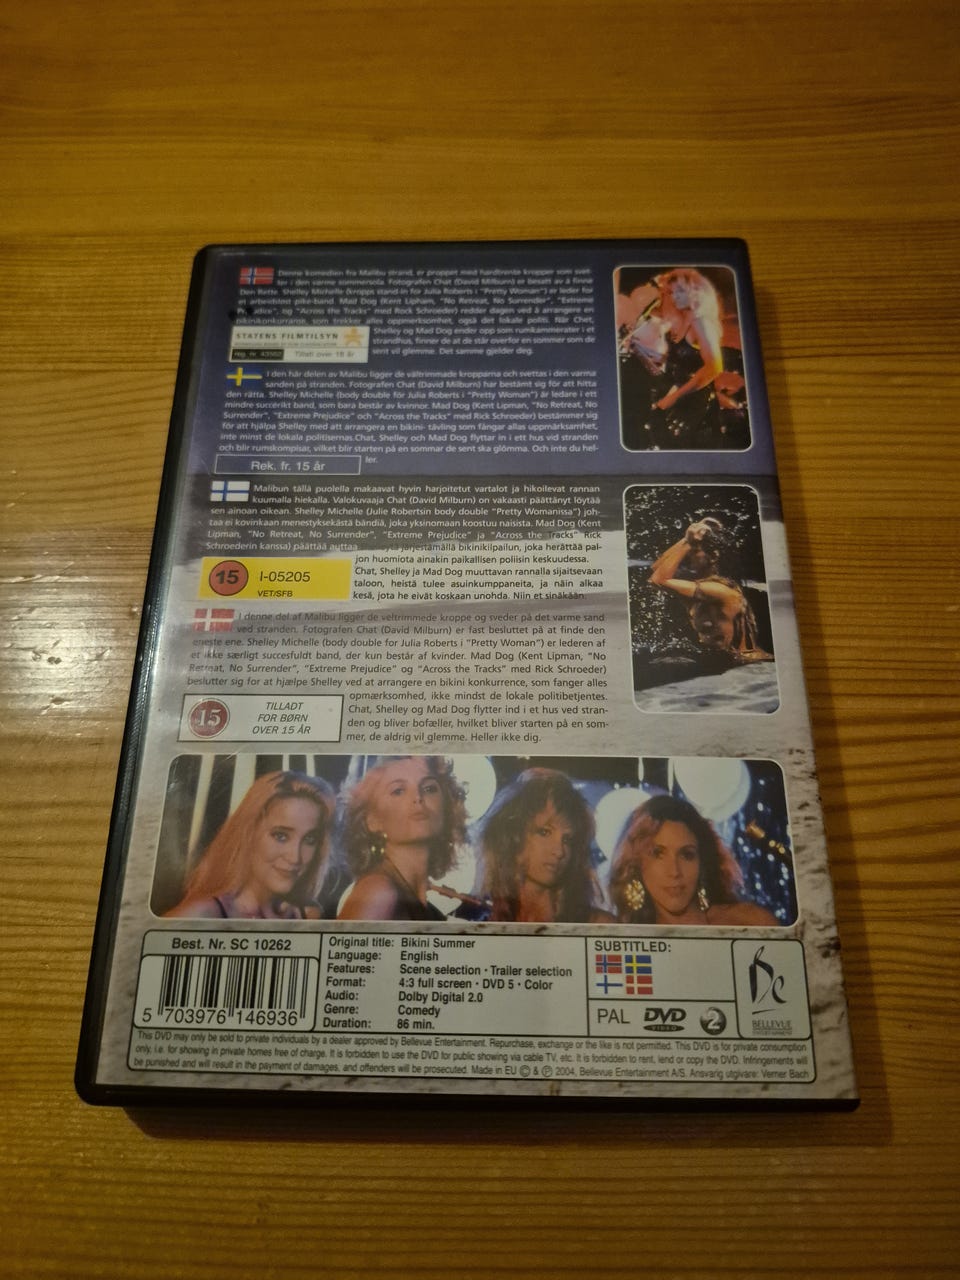 Denne komedien fra Malibu strand, er proppet med hardtrente kropper som svet-
ter i den varme sommersola. Fotografen Chat (David Milburn) er besatt av å finne
Den Rette. Shelley Michelle (kropps stand-in for Julia Roberts i "Pretty Woman") er leder for
et arbeidsløst pike-band. Mad Dog (Kent Lipham, "No Retreat, No Surrender", "Extreme
Prejudice", og "Across the Tracks" med Rock Schroeder) redder dagen ved å arrangere en
bikinikonkurranse, som trekker alles oppmerksomhet, også det lokale politi. Når Chet,
Shelley og Mad Dog ender opp som rumkammerater i et
strandhus, finner de at de står overfor en sommer som de
sent vil glemme. Det samme gjelder deg.
STATENS FILMTILSYN
Tillatt over 18 år
I den här delen av Malibu ligger de vältrimmade kropparna och svettas i den varma
sanden på stranden. Fotografen Chat (David Milburn) har bestämt sig för att hitta
den rätta. Shelley Michelle (body double för Julia Roberts i "Pretty Woman") är ledare i ett
mindre succérikt band, som bara består av kvinnor. Mad Dog (Kent Lipman, "No Retreat, No
Surrender", "Extreme Prejudice" och "Across the Tracks" med Rick Schroeder) bestämmer sig
för att hjälpa Shelley med att arrangera en bikini- tävling som fångar allas uppmärksamhet,
inte minst de lokala politisernas.Chat, Shelley och Mad Dog flyttar in i ett hus vid stranden
och blir rumskompisar, vilket blir starten på en sommar de sent ska glömma. Och inte du hel-
ler.
Rek. fr. 15 år
Malibun tällä puolella makaavat hyvin harjoitetut vartalot ja hikoilevat rannan
kuumalla hiekalla. Valokuvaaja Chat (David Milburn) on vakaasti päättänyt löytää
sen ainoan oikean. Shelley Michelle (Julia Robertsin body double "Pretty Womanissa") joh-
taa ei kovinkaan menestyksekästä bändiä, joka yksinomaan koostuu naisista. Mad Dog (Kent
Lipman, "No Retreat, No Surrender", "Extreme Prejudice" ja "Across the Tracks" Rick
Schroederin kanssa) päättää auttaa järjestämällä bikinikilpailun, joka herättää pal-
jon huomiota ainakin paikallisen poliisin keskuudessa.
Chat, Shelley ja Mad Dog muuttavan rannalla sijaitsevaan
taloon, heistä tulee asuinkumppaneita, ja näin alkaa
kesä, jota he eivät koskaan unohda. Niin et sinäkään.
15 I-05205
VET/SFB
I denne del af Malibu ligger de veltrimmede kroppe og sveder på det varme sand
ved stranden. Fotografen Chat (David Milburn) er fast besluttet på at finde den
eneste ene. Shelley Michelle (body double for Julia Roberts i "Pretty Woman") er lederen af
et ikke særligt succesfuldt band, der kun består af kvinder. Mad Dog (Kent Lipman, "No
Retreat, No Surrender", "Extreme Prejudice" og "Across the Tracks" med Rick Schroeder)
beslutter sig for at hjælpe Shelley ved at arrangere en bikini konkurrence, som fanger alles
opmærksomhed, ikke mindst de lokale politibetjentes.
Chat, Shelley og Mad Dog flytter ind i et hus ved stran-
den og bliver bofæller, hvilket bliver starten på en som-
mer, de aldrig vil glemme. Heller ikke dig.
15
TILLADT
FOR BØRN
OVER 15 ÅR
Best. Nr. SC 10262
5 703976 146936
Original title: Bikini Summer
Language: English
Features: Scene selection · Trailer selection
Format: 4:3 full screen · DVD 5 · Color
Audio: Dolby Digital 2.0
Genre: Comedy
Duration: 86 min.
SUBTITLED:
PAL DVD VIDEO 2
Be
BELLEVUE
ENTERTAINMENT
This DVD may only be sold to private individuals by a dealer approved by Bellevue Entertainment. Repurchase, exchange or the like is not permitted. This DVD is for private consumption
only, i.e. for showing in private homes free of charge. It is forbidden to use the DVD for public showing via cable TV, etc. It is forbidden to rent, lend or copy the DVD. Infringements will
be punished and will result in the payment of damages, and offenders will be prosecuted. Made in EU © & ℗ 2004, Bellevue Entertainment A/S. Ansvarig utgivare: Verner Bach